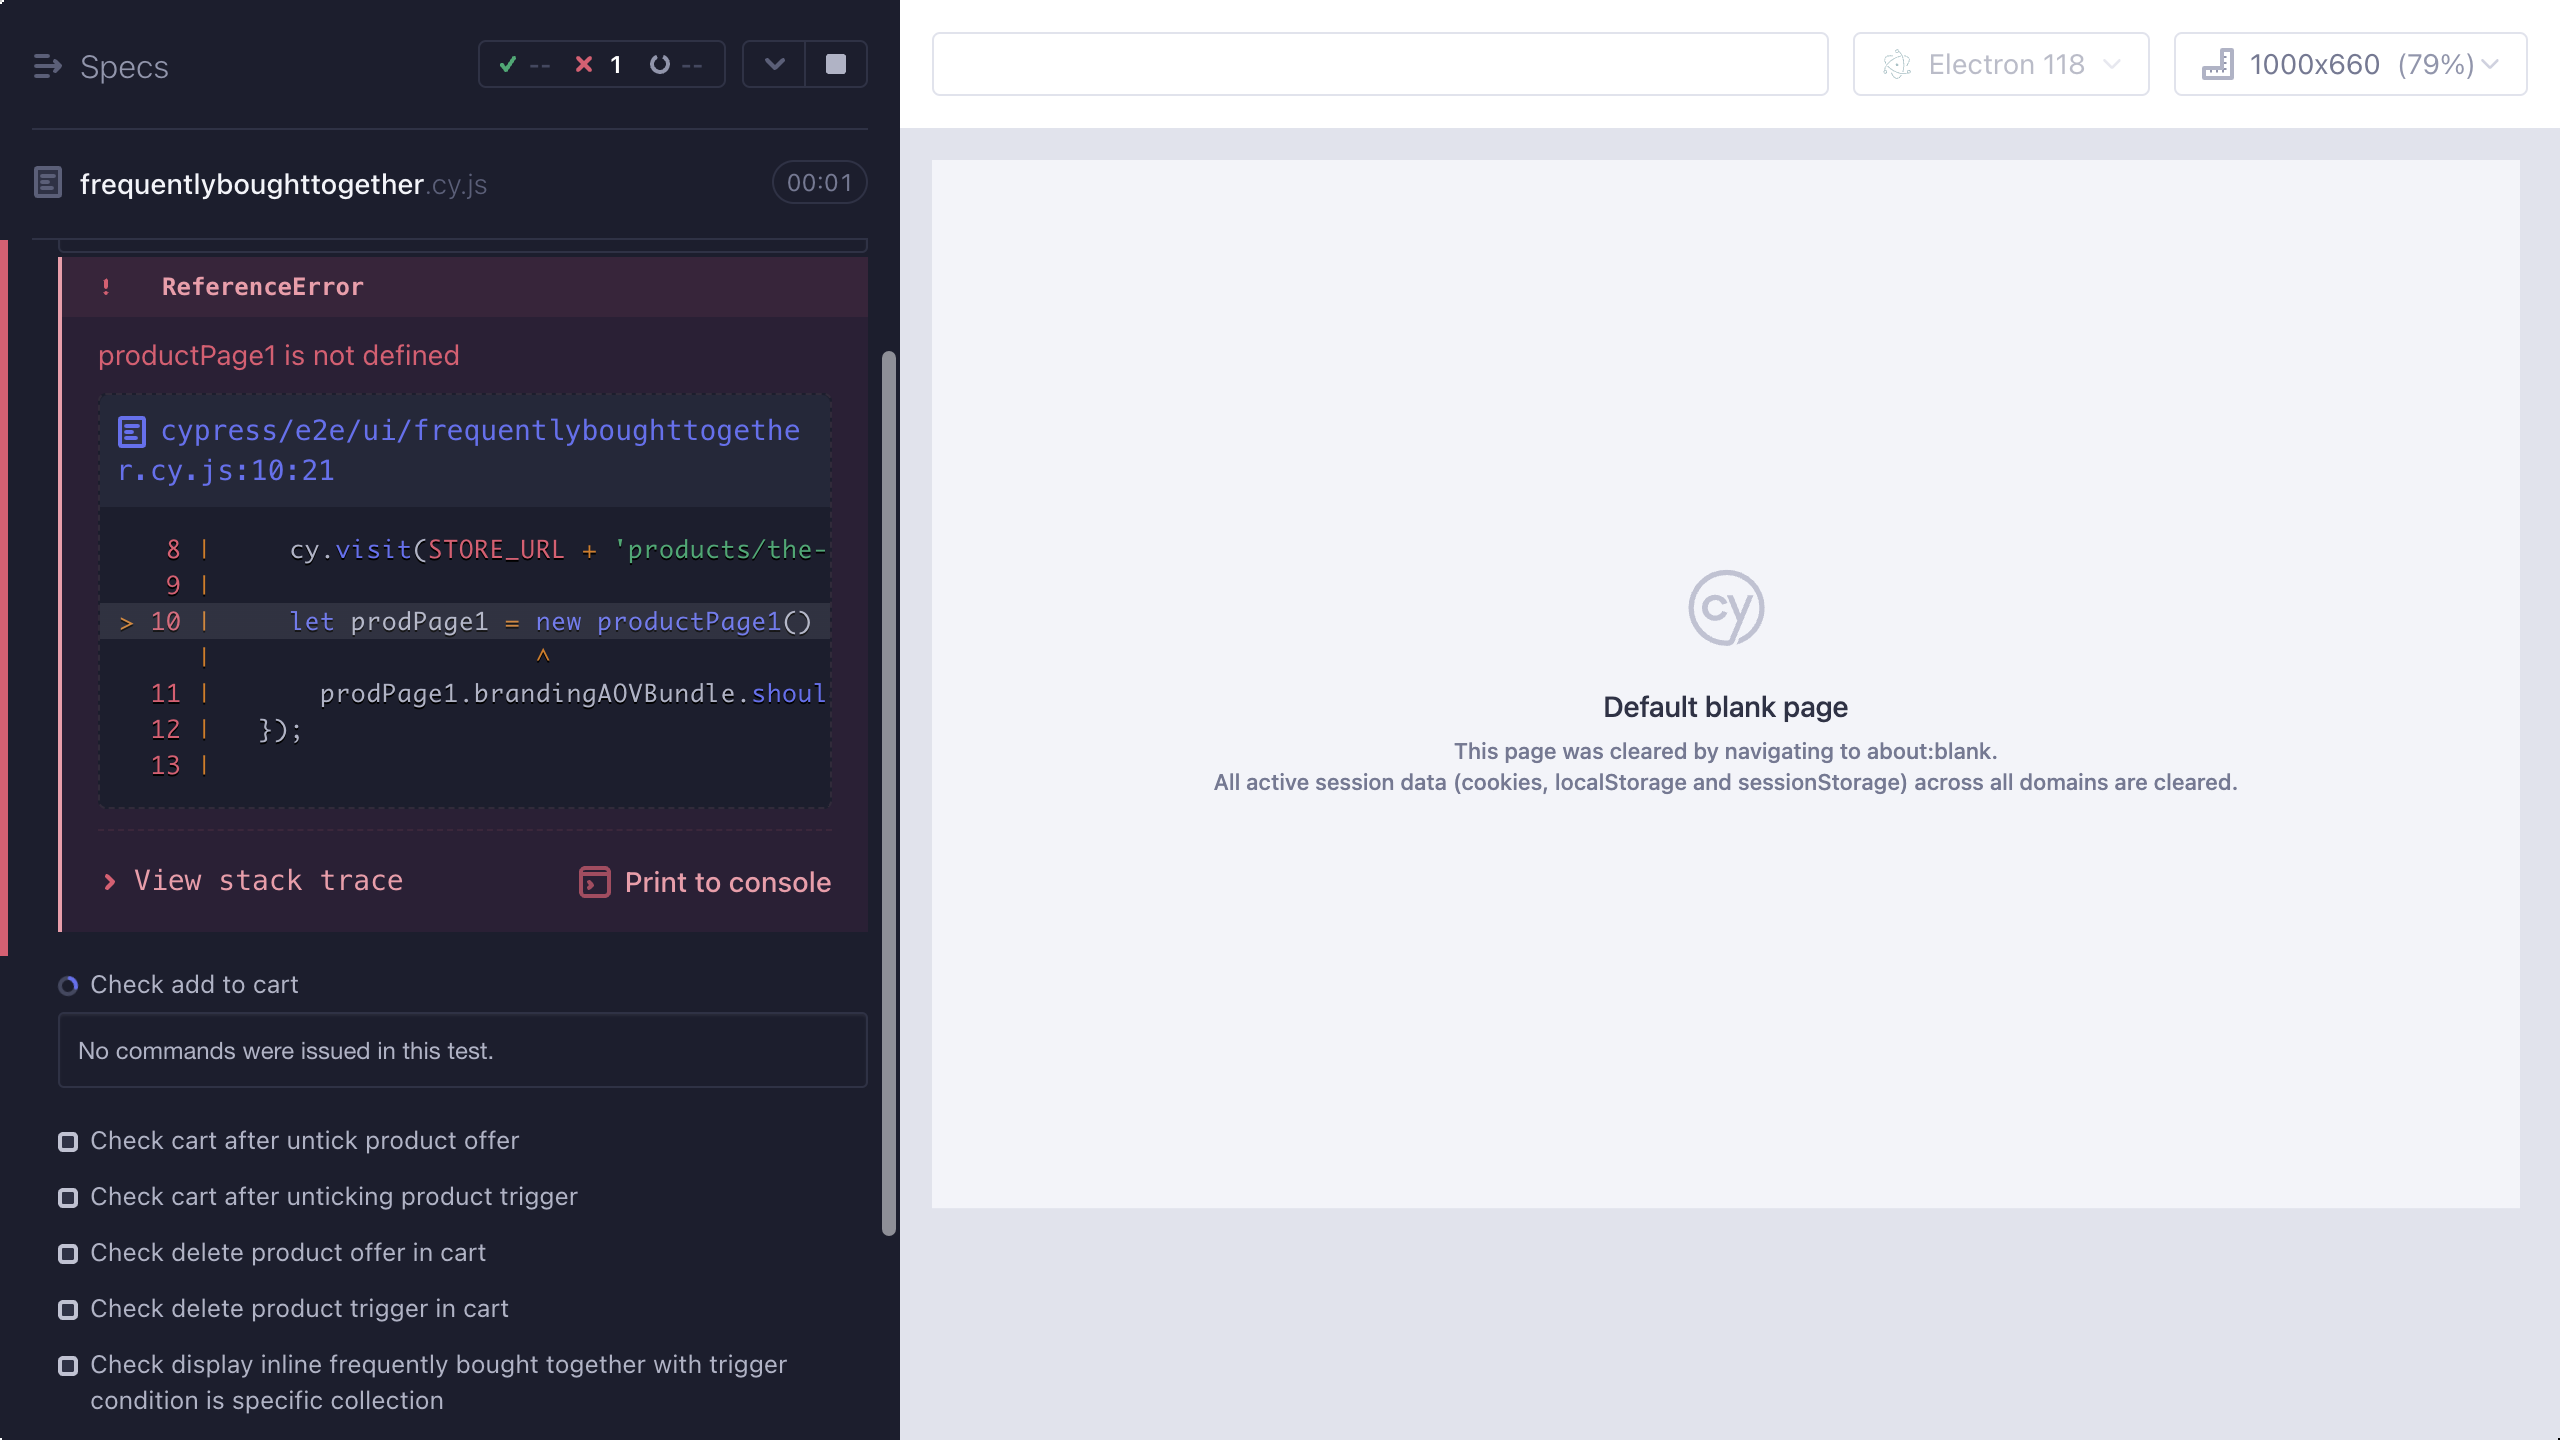 Specs
-- 1 --
frequentlyboughttogether.cy.js
00:01
! ReferenceError
productPage1 is not defined
cypress/e2e/ui/frequentlyboughttogethe
r.cy.js:10:21
8 | cy.visit(STORE_URL + 'products/the-
9 |
> 10 | let prodPage1 = new productPage1()
| ^
11 | prodPage1.brandingAOVBundle.shoul
12 | });
13 |
View stack trace
Print to console
Check add to cart
No commands were issued in this test.
Check cart after untick product offer
Check cart after unticking product trigger
Check delete product offer in cart
Check delete product trigger in cart
Check display inline frequently bought together with trigger
condition is specific collection
Electron 118
1000x660 (79%)
cy
Default blank page
This page was cleared by navigating to about:blank.
All active session data (cookies, localStorage and sessionStorage) across all domains are cleared.